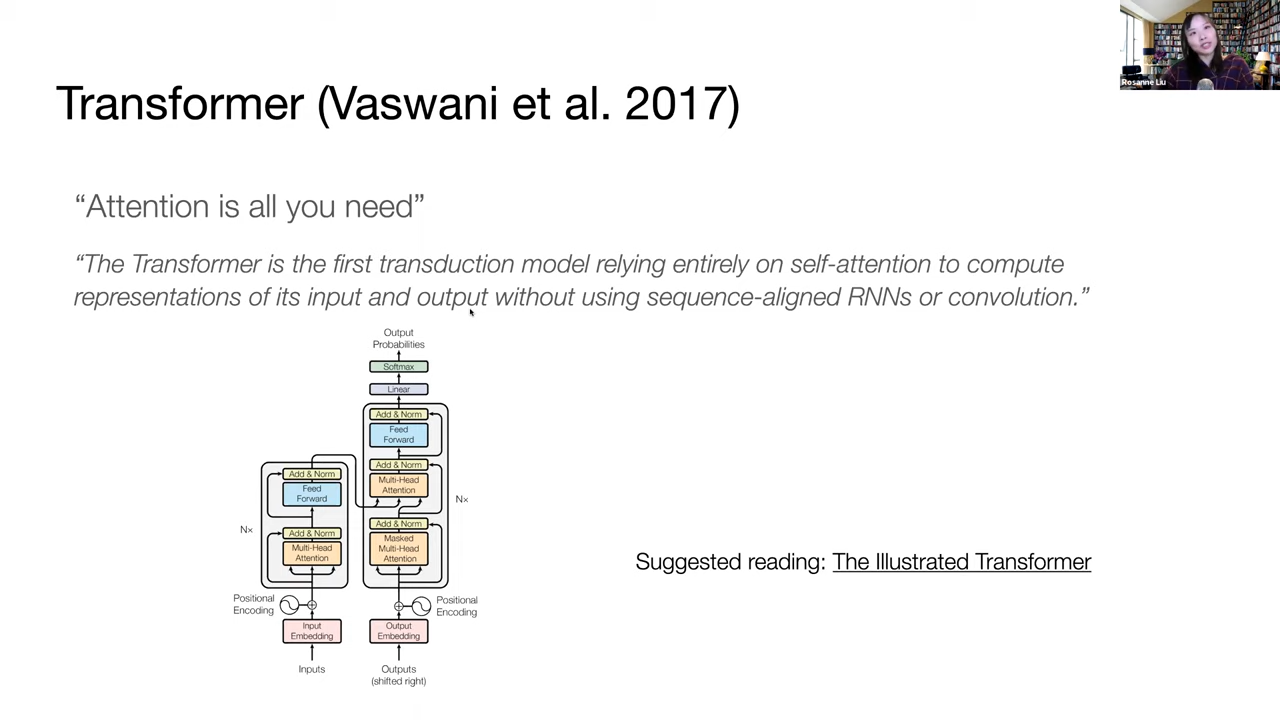 Rosanne Liu
Transformer (Vaswani et al. 2017)
“Attention is all you need”
“The Transformer is the first transduction model relying entirely on self-attention to compute
representations of its input and output without using sequence-aligned RNNs or convolution.”
Output
Probabilities
Softmax
Linear
Add & Norm
Feed
Forward
Add & Norm
Multi-Head
Attention
Nx
Add & Norm
Masked
Multi-Head
Attention
Add & Norm
Feed
Forward
Nx
Add & Norm
Multi-Head
Attention
Positional
Encoding
Positional
Encoding
Input
Embedding
Output
Embedding
Inputs
Outputs
(shifted right)
Suggested reading: The Illustrated Transformer